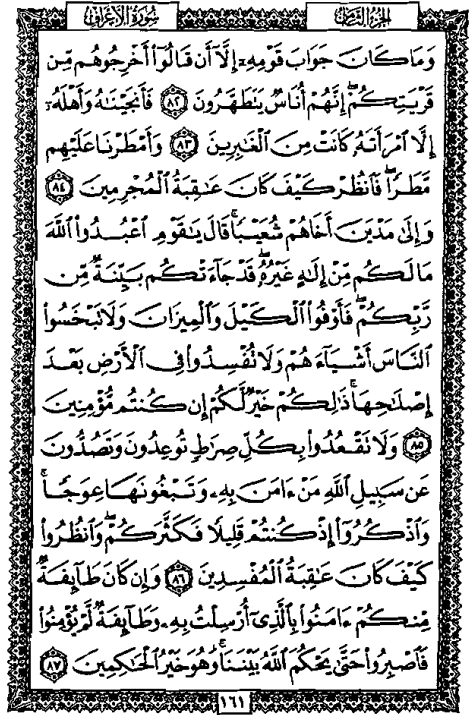 الجزء الثامن سورة الأعراف
وَمَا كَانَ جَوَابَ قَوْمِهِۦٓ إِلَّآ أَن قَالُوٓا۟ أَخْرِجُوهُم مِّن
قَرْيَتِكُمْ ۖ إِنَّهُمْ أُنَاسٌ يَتَطَهَّرُونَ ٨٢ فَأَنجَيْنَٰهُ وَأَهْلَهُۥٓ
إِلَّا ٱمْرَأَتَهُۥ كَانَتْ مِنَ ٱلْغَٰبِرِينَ ٨٣ وَأَمْطَرْنَا عَلَيْهِم
مَّطَرًا ۖ فَٱنظُرْ كَيْفَ كَانَ عَٰقِبَةُ ٱلْمُجْرِمِينَ ٨٤
وَإِلَىٰ مَدْيَنَ أَخَاهُمْ شُعَيْبًا ۗ قَالَ يَٰقَوْمِ ٱعْبُدُوا۟ ٱللَّهَ
مَا لَكُم مِّنْ إِلَٰهٍ غَيْرُهُۥ ۖ قَدْ جَآءَتْكُم بَيِّنَةٌ مِّن
رَّبِّكُمْ ۖ فَأَوْفُوا۟ ٱلْكَيْلَ وَٱلْمِيزَانَ وَلَا تَبْخَسُوا۟
ٱلنَّاسَ أَشْيَآءَهُمْ وَلَا تُفْسِدُوا۟ فِى ٱلْأَرْضِ بَعْدَ
إِصْلَٰحِهَا ۚ ذَٰلِكُمْ خَيْرٌ لَّكُمْ إِن كُنتُم مُّؤْمِنِينَ
٨٥ وَلَا تَقْعُدُوا۟ بِكُلِّ صِرَٰطٍ تُوعِدُونَ وَتَصُدُّونَ
عَن سَبِيلِ ٱللَّهِ مَنْ ءَامَنَ بِهِۦ وَتَبْغُونَهَا عِوَجًا ۚ
وَٱذْكُرُوٓا۟ إِذْ كُنتُمْ قَلِيلًا فَكَثَّرَكُمْ ۖ وَٱنظُرُوا۟
كَيْفَ كَانَ عَٰقِبَةُ ٱلْمُفْسِدِينَ ٨٦ وَإِن كَانَ طَآئِفَةٌ
مِّنكُمْ ءَامَنُوا۟ بِٱلَّذِىٓ أُرْسِلْتُ بِهِۦ وَطَآئِفَةٌ لَّمْ يُؤْمِنُوا۟
فَٱصْبِرُوا۟ حَتَّىٰ يَحْكُمَ ٱللَّهُ بَيْنَنَا ۚ وَهُوَ خَيْرُ ٱلْحَٰكِمِينَ ٨٧
١٦١